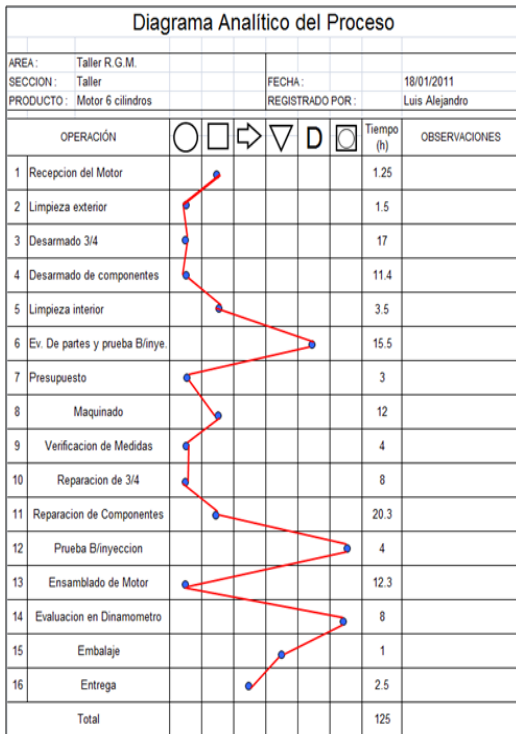 Diagrama Analítico del Proceso
AREA : Taller R.G.M.
SECCION : Taller FECHA : 18/01/2011
PRODUCTO : Motor 6 cilindros REGISTRADO POR : Luis Alejandro
OPERACIÓN D Tiempo (h) OBSERVACIONES
1 Recepcion del Motor 1.25
2 Limpieza exterior 1.5
3 Desarmado 3/4 17
4 Desarmado de componentes 11.4
5 Limpieza interior 3.5
6 Ev. De partes y prueba B/inye. 15.5
7 Presupuesto 3
8 Maquinado 12
9 Verificacion de Medidas 4
10 Reparacion de 3/4 8
11 Reparacion de Componentes 20.3
12 Prueba B/inyeccion 4
13 Ensamblado de Motor 12.3
14 Evaluacion en Dinamometro 8
15 Embalaje 1
16 Entrega 2.5
Total 125